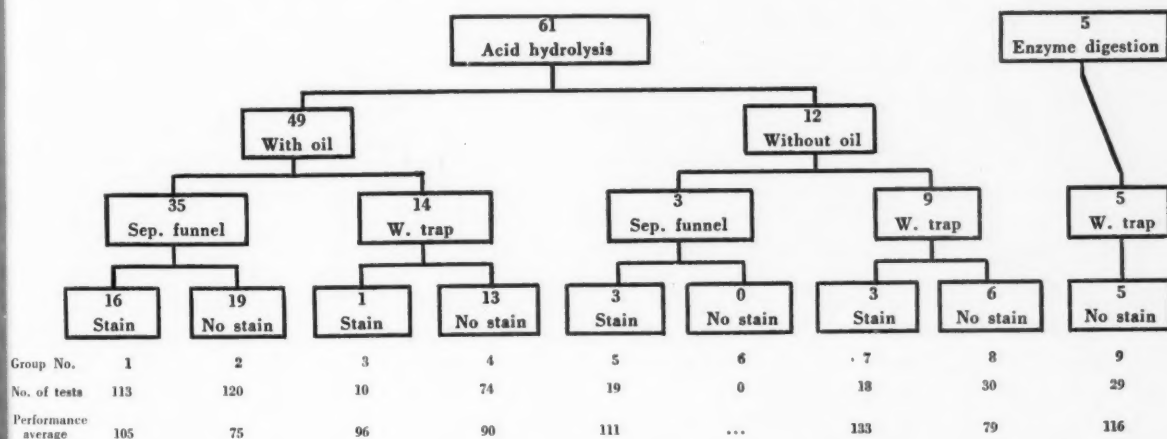 61
Acid hydrolysis
5
Enzyme digestion
49
With oil
12
Without oil
35
Sep. funnel
14
W. trap
3
Sep. funnel
9
W. trap
5
W. trap
16
Stain
19
No stain
1
Stain
13
No stain
3
Stain
0
No stain
3
Stain
6
No stain
5
No stain
Group No. 1 2 3 4 5 6 7 8 9
No. of tests 113 120 10 74 19 0 18 30 29
Performance
average 105 75 96 90 111 ... 133 79 116